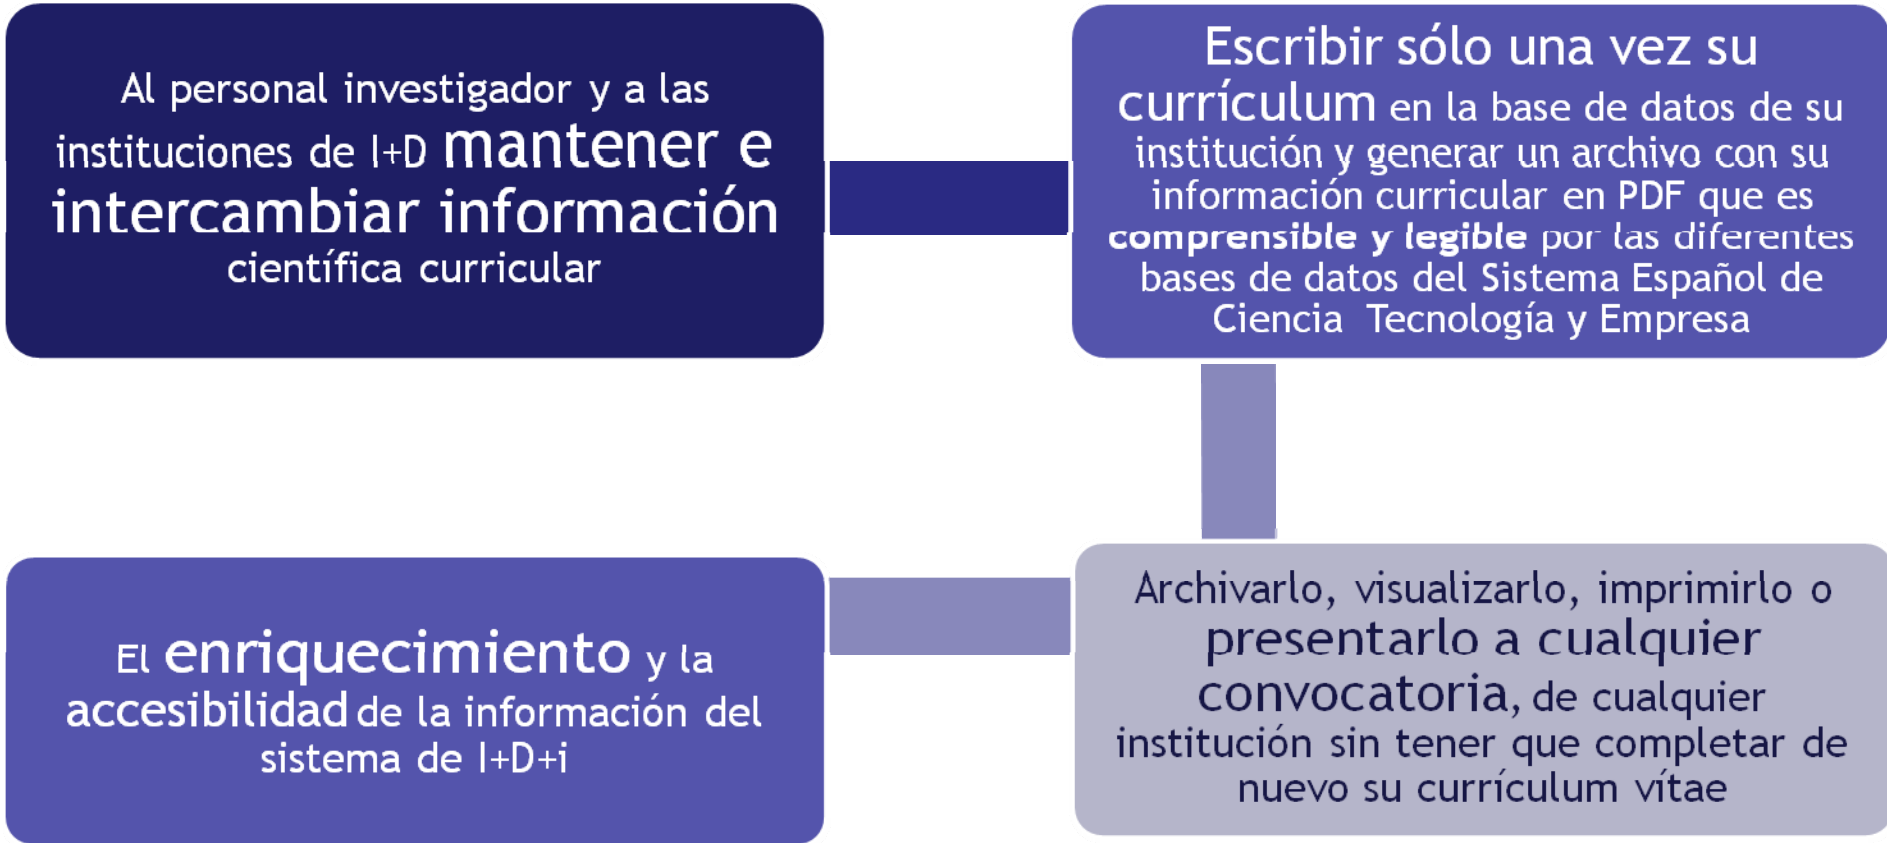 Al personal investigador y a las
instituciones de I+D mantener e
intercambiar información
científica curricular
Escribir sólo una vez su
currículum en la base de datos de su
institución y generar un archivo con su
información curricular en PDF que es
comprensible y legible por las diferentes
bases de datos del Sistema Español de
Ciencia Tecnología y Empresa
Archivarlo, visualizarlo, imprimirlo o
presentarlo a cualquier
convocatoria, de cualquier
institución sin tener que completar de
nuevo su currículum vítae
El enriquecimiento y la
accesibilidad de la información del
sistema de I+D+i